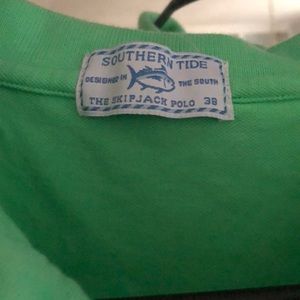 SOUTHERN TIDE
DESIGNED IN THE SOUTH
THE SKIPJACK POLO 38